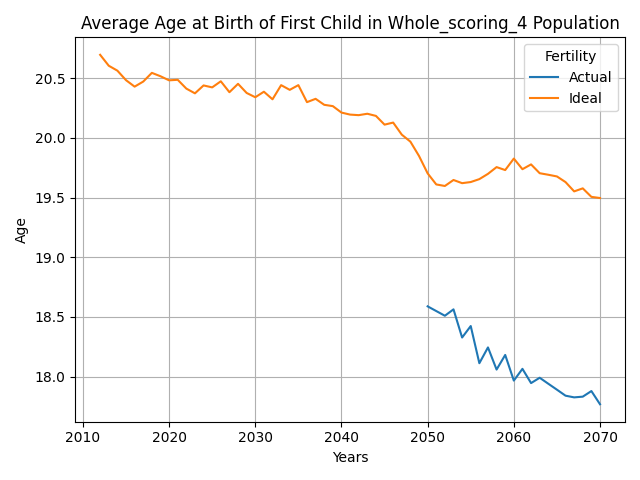 Average Age at Birth of First Child in Whole_scoring_4 Population
Fertility
Actual
Ideal
20.5
20.0
19.5
19.0
18.5
18.0
Age
2010 2020 2030 2040 2050 2060 2070
Years